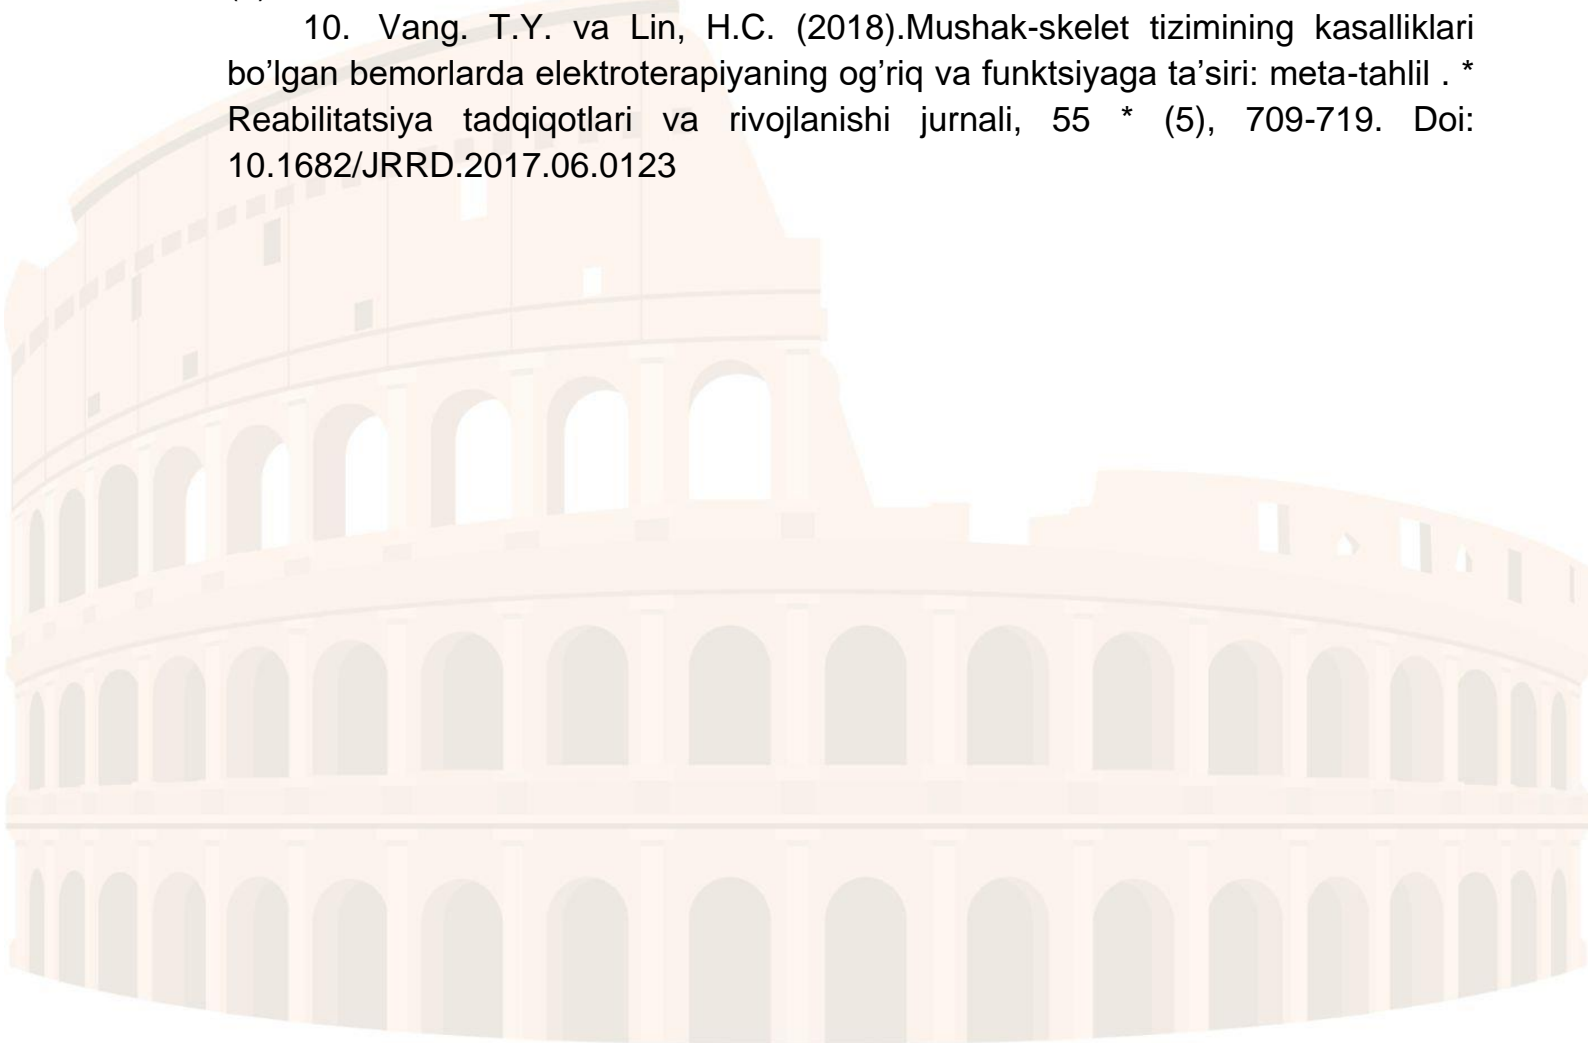 10. Vang. T.Y. va Lin, H.C. (2018).Mushak-skelet tizimining kasalliklari
bo’lgan bemorlarda elektroterapiyaning og’riq va funktsiyaga ta’siri: meta-tahlil . *
Reabilitatsiya tadqiqotlari va rivojlanishi jurnali, 55 * (5), 709-719. Doi:
10.1682/JRRD.2017.06.0123